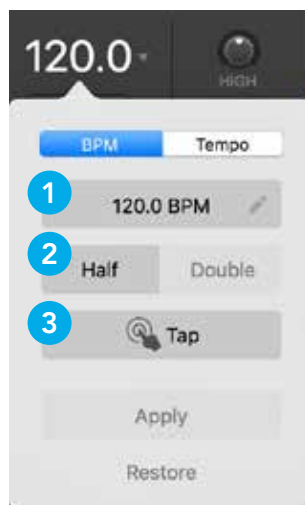 120.0
HIGH
BPM Tempo
1
120.0 BPM
2
Half Double
3
Tap
Apply
Restore